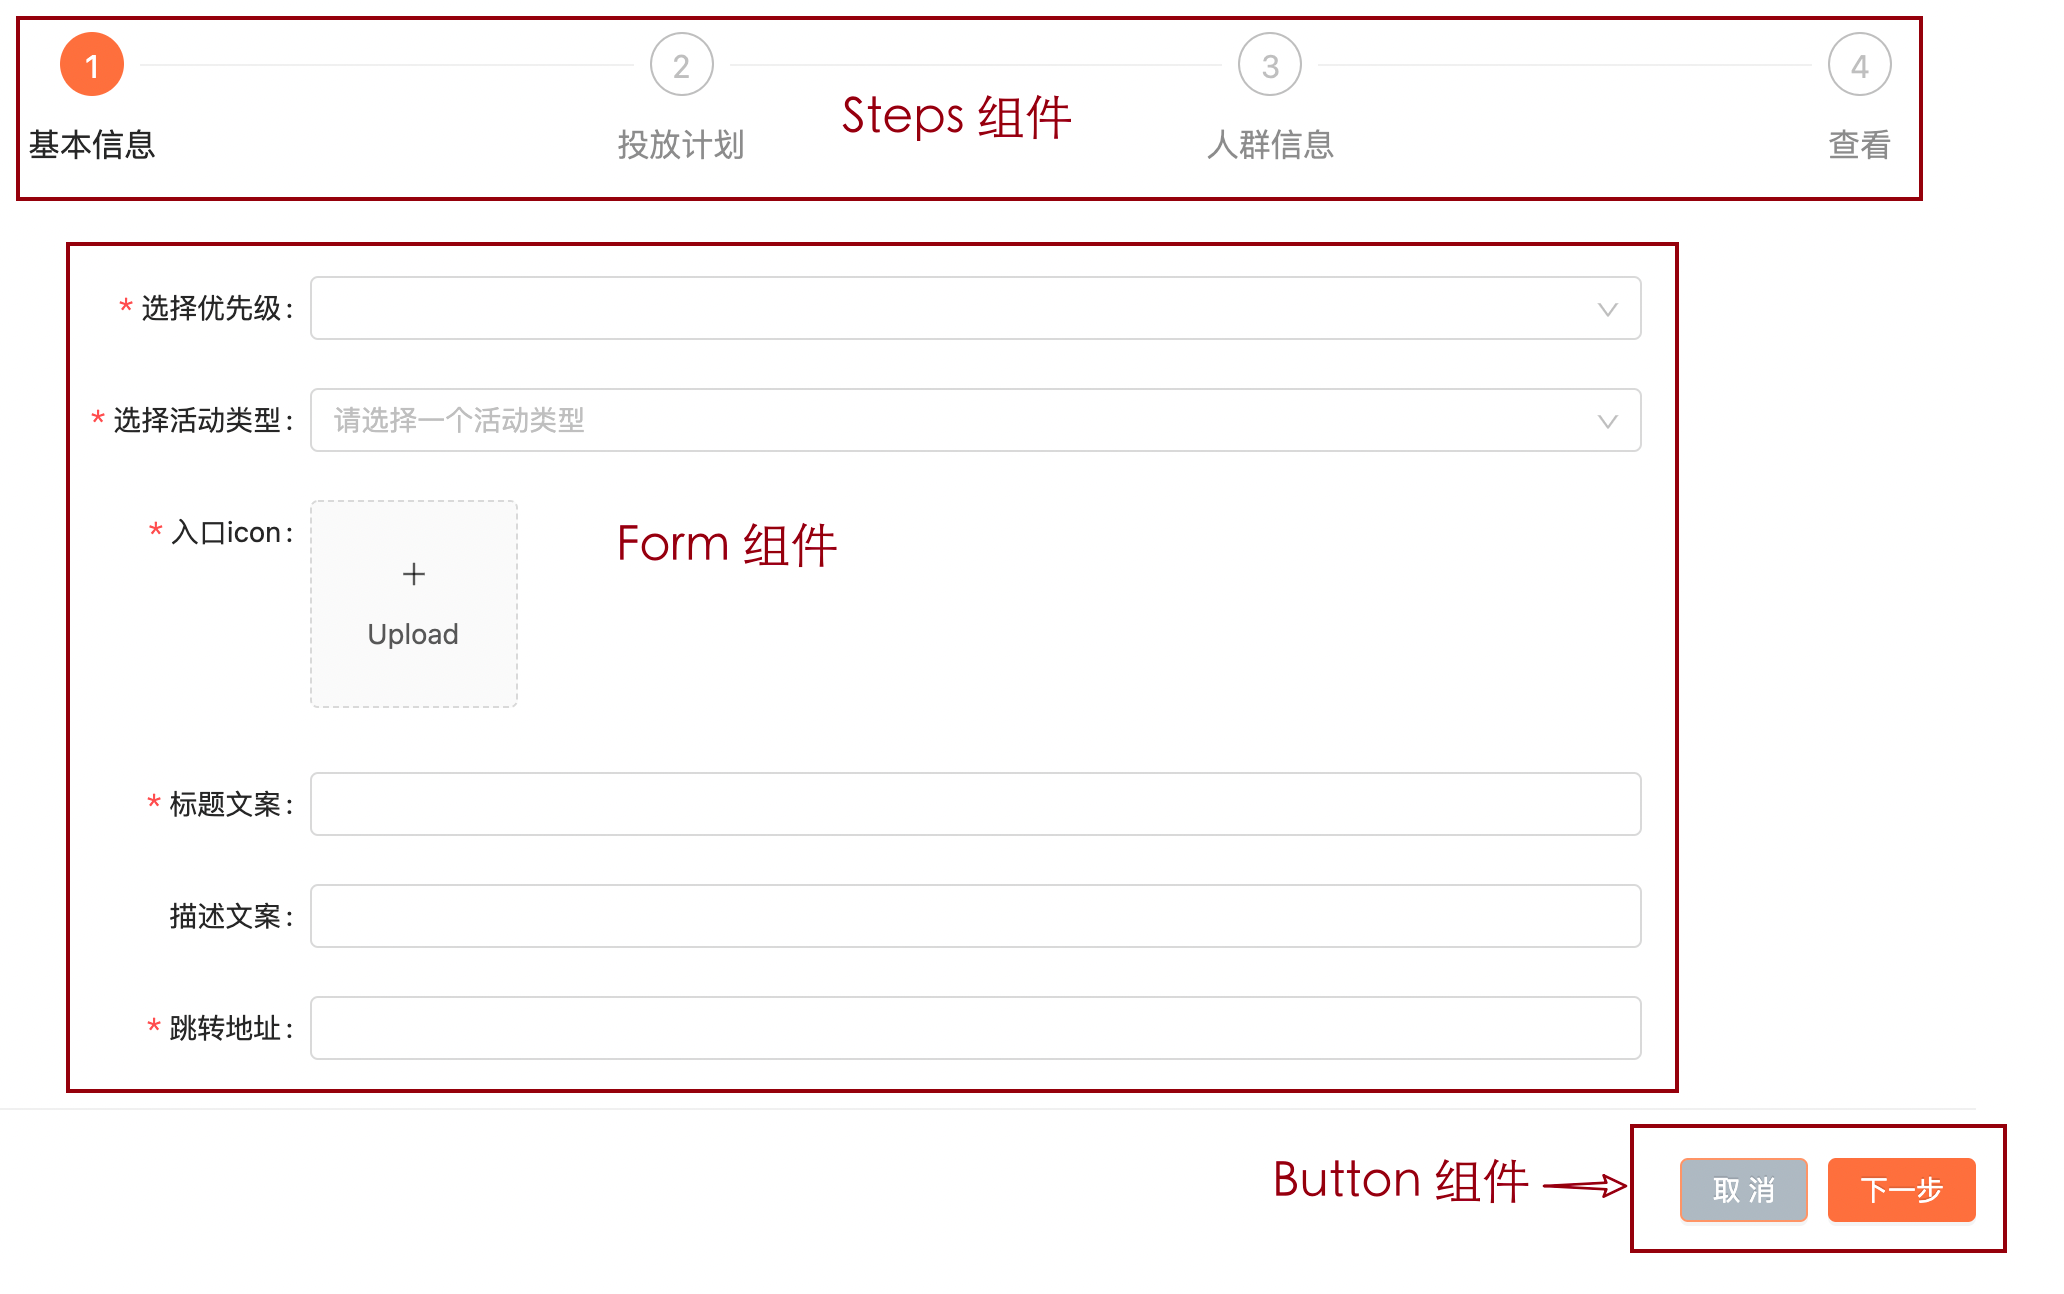 1 2 3 4
Steps 组件
基本信息 投放计划 人群信息 查看
* 选择优先级:
* 选择活动类型: 请选择一个活动类型
* 入口icon:
Form 组件
+
Upload
* 标题文案:
描述文案:
* 跳转地址:
Button 组件
取 消 下一步